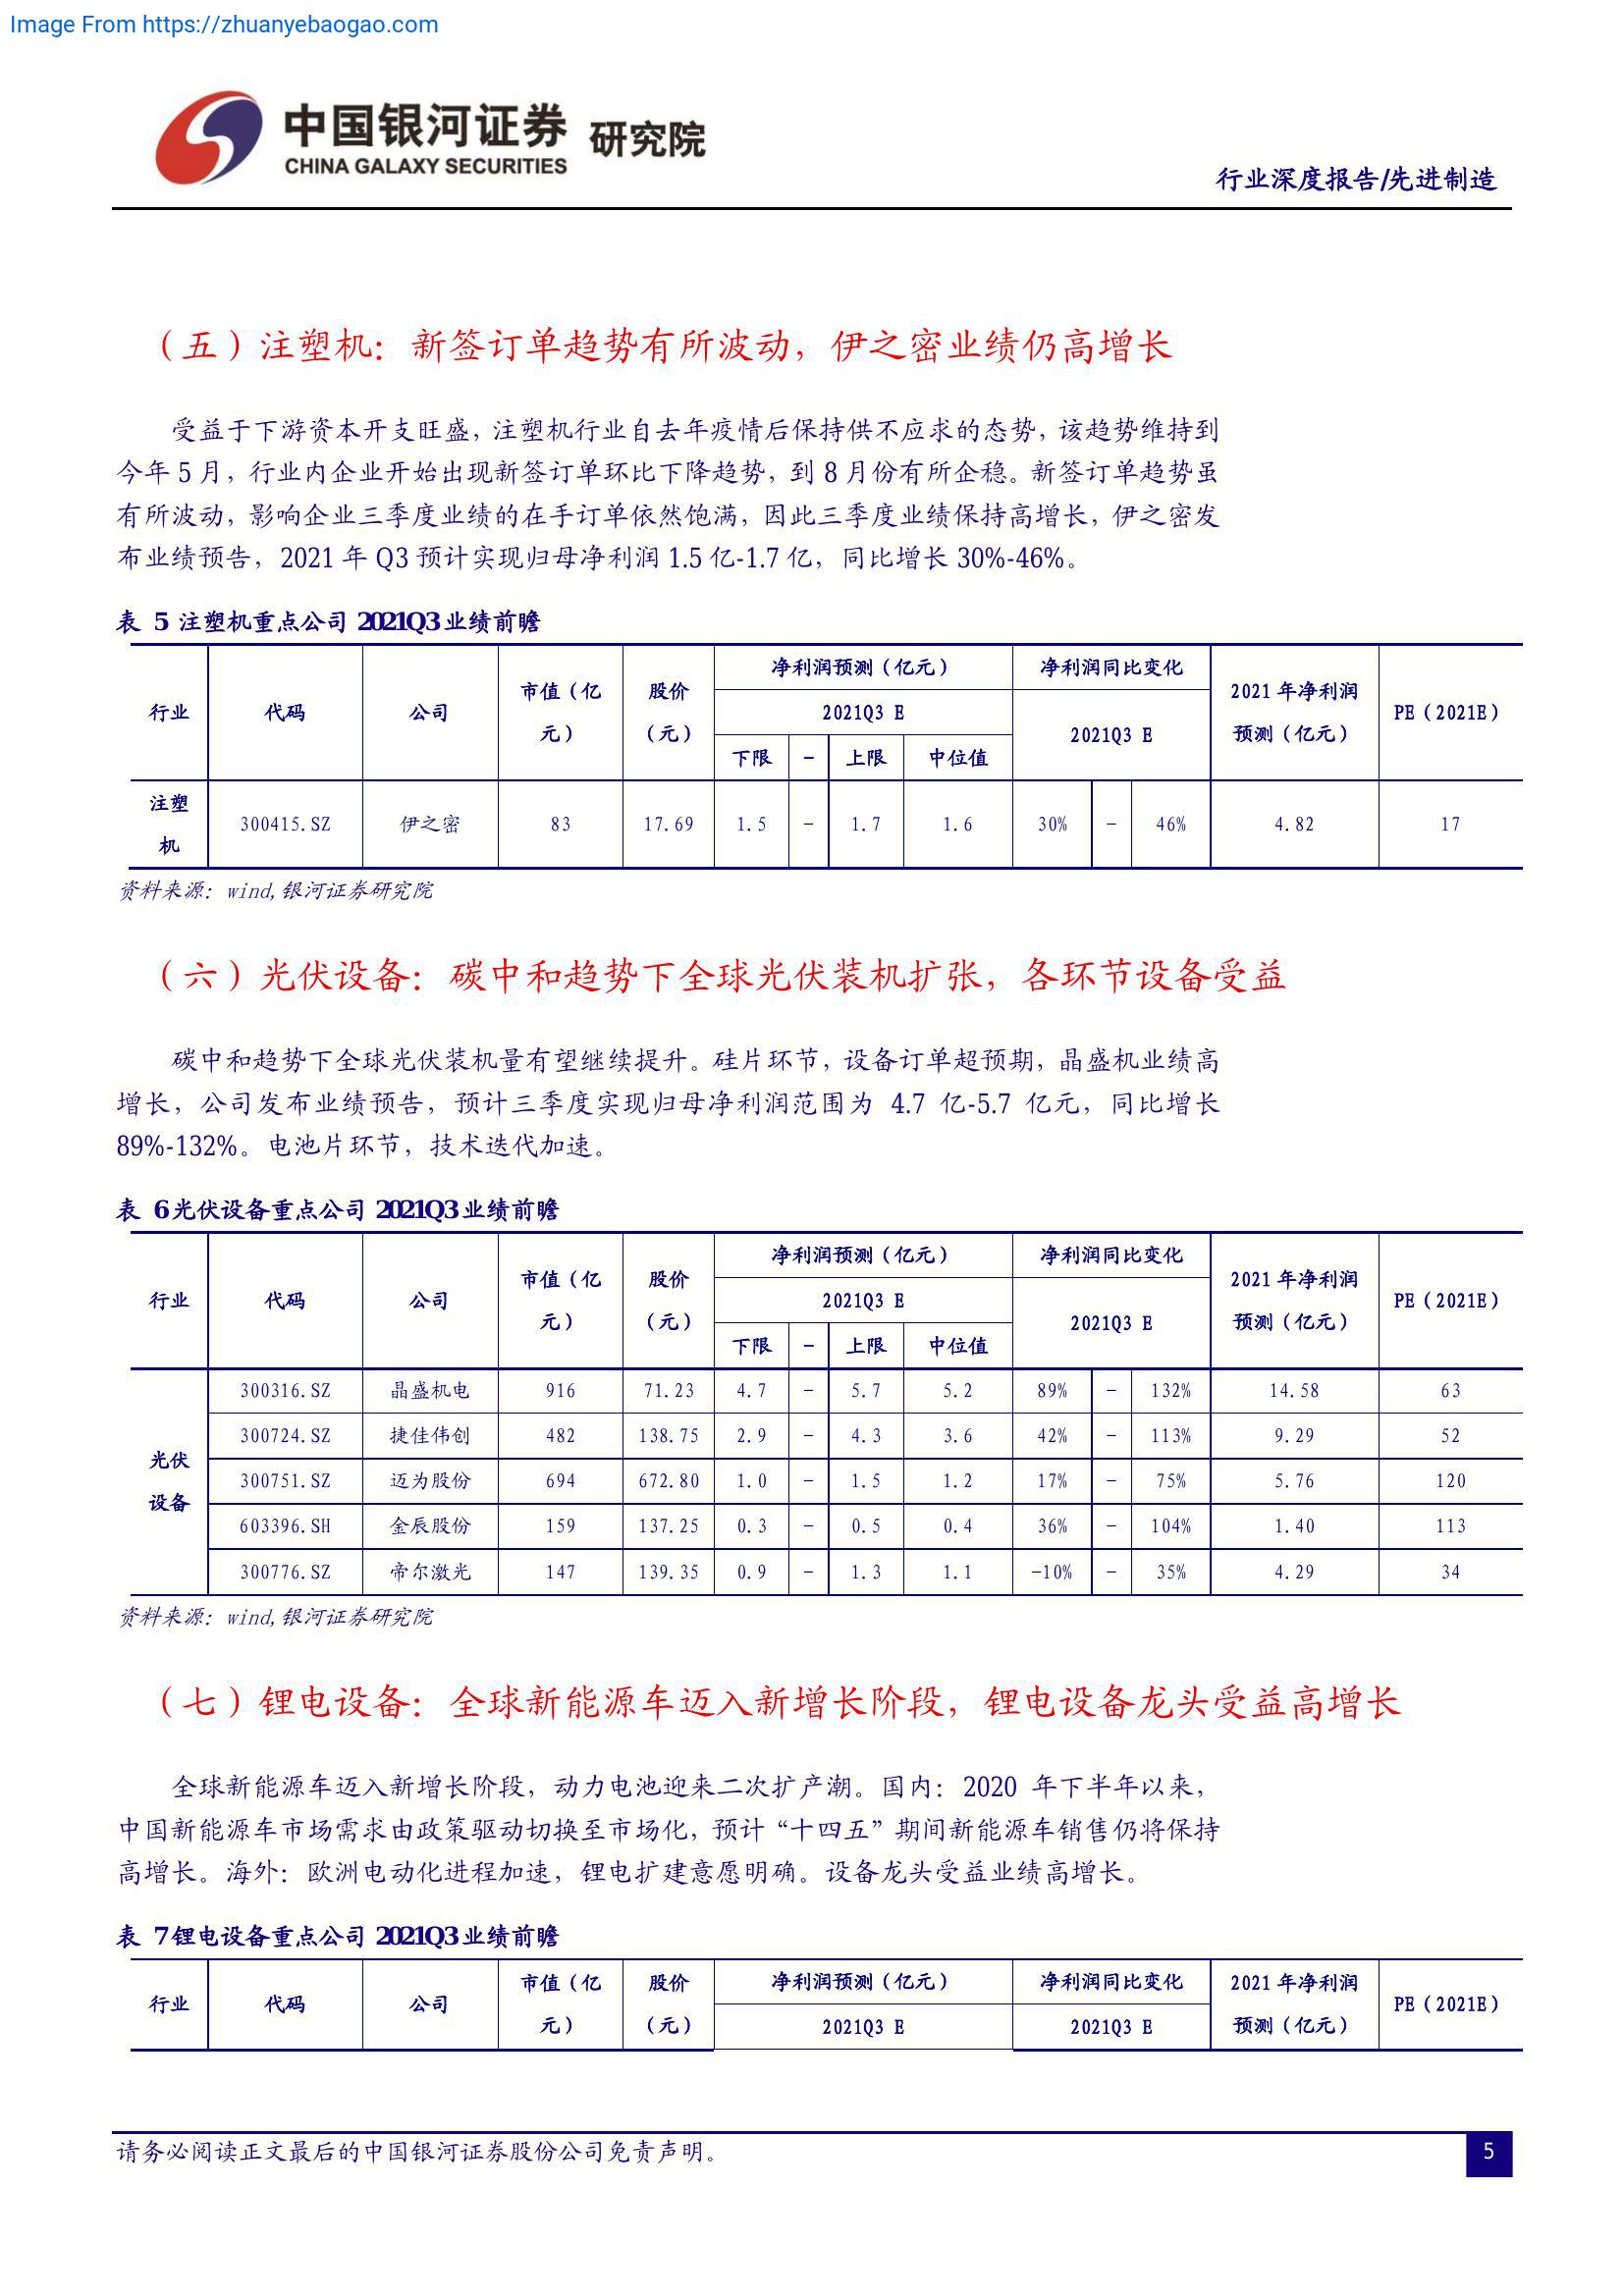 Image From https://zhuanyebaogao.com
中国银河证券 研究院
CHINA GALAXY SECURITIES
行业深度报告/先进制造
（五）注塑机：新签订单趋势有所波动，伊之密业绩仍高增长
受益于下游资本开支旺盛，注塑机行业自去年疫情后保持供不应求的态势，该趋势维持到
今年 5 月，行业内企业开始出现新签订单环比下降趋势，到 8 月份有所企稳。新签订单趋势虽
有所波动，影响企业三季度业绩的在手订单依然饱满，因此三季度业绩保持高增长，伊之密发
布业绩预告，2021 年 Q3 预计实现归母净利润 1.5 亿-1.7 亿，同比增长 30%-46%。
表 5 注塑机重点公司 2021Q3 业绩前瞻
行业 代码 公司 市值（亿元） 股价（元） 净利润预测（亿元） 净利润同比变化 2021 年净利润预测（亿元） PE（2021E）
2021Q3 E 2021Q3 E
下限 - 上限 中位值
注塑机 300415.SZ 伊之密 83 17.69 1.5 - 1.7 1.6 30% - 46% 4.82 17
资料来源：wind,银河证券研究院
（六）光伏设备：碳中和趋势下全球光伏装机扩张，各环节设备受益
碳中和趋势下全球光伏装机量有望继续提升。硅片环节，设备订单超预期，晶盛机业绩高
增长，公司发布业绩预告，预计三季度实现归母净利润范围为 4.7 亿-5.7 亿元，同比增长
89%-132%。电池片环节，技术迭代加速。
表 6 光伏设备重点公司 2021Q3 业绩前瞻
行业 代码 公司 市值（亿元） 股价（元） 净利润预测（亿元） 净利润同比变化 2021 年净利润预测（亿元） PE（2021E）
2021Q3 E 2021Q3 E
下限 - 上限 中位值
光伏设备
300316.SZ 晶盛机电 916 71.23 4.7 - 5.7 5.2 89% - 132% 14.58 63
300724.SZ 捷佳伟创 482 138.75 2.9 - 4.3 3.6 42% - 113% 9.29 52
300751.SZ 迈为股份 694 672.80 1.0 - 1.5 1.2 17% - 75% 5.76 120
603396.SH 金辰股份 159 137.25 0.3 - 0.5 0.4 36% - 104% 1.40 113
300776.SZ 帝尔激光 147 139.35 0.9 - 1.3 1.1 -10% - 35% 4.29 34
资料来源：wind,银河证券研究院
（七）锂电设备：全球新能源车迈入新增长阶段，锂电设备龙头受益高增长
全球新能源车迈入新增长阶段，动力电池迎来二次扩产潮。国内：2020 年下半年以来，
中国新能源车市场需求由政策驱动切换至市场化，预计“十四五”期间新能源车销售仍将保持
高增长。海外：欧洲电动化进程加速，锂电扩建意愿明确。设备龙头受益业绩高增长。
表 7 锂电设备重点公司 2021Q3 业绩前瞻
行业 代码 公司 市值（亿元） 股价（元） 净利润预测（亿元） 净利润同比变化 2021 年净利润预测（亿元） PE（2021E）
2021Q3 E 2021Q3 E
请务必阅读正文最后的中国银河证券股份公司免责声明。
5